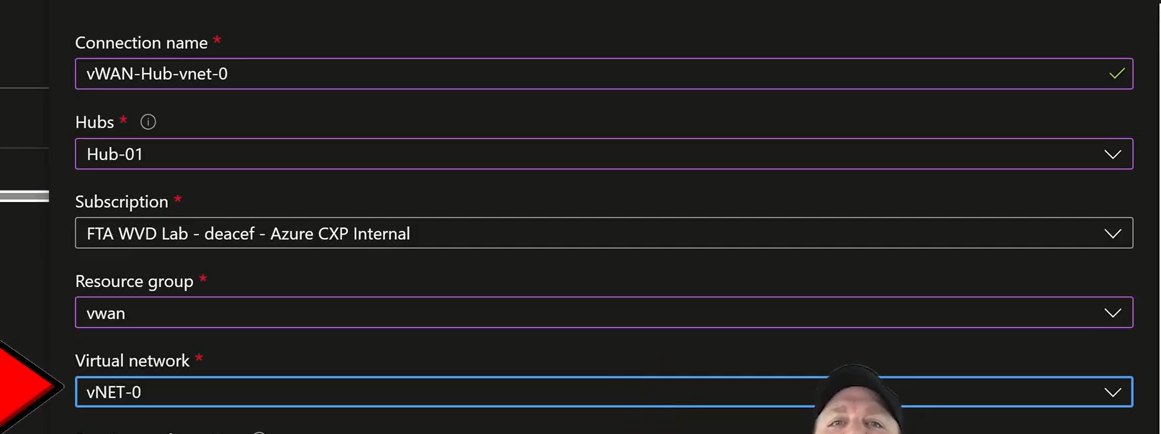 Connection name *
vWAN-Hub-vnet-0
Hubs *
Hub-01
Subscription *
FTA WVD Lab - deacef - Azure CXP Internal
Resource group *
vwan
Virtual network *
vNET-0